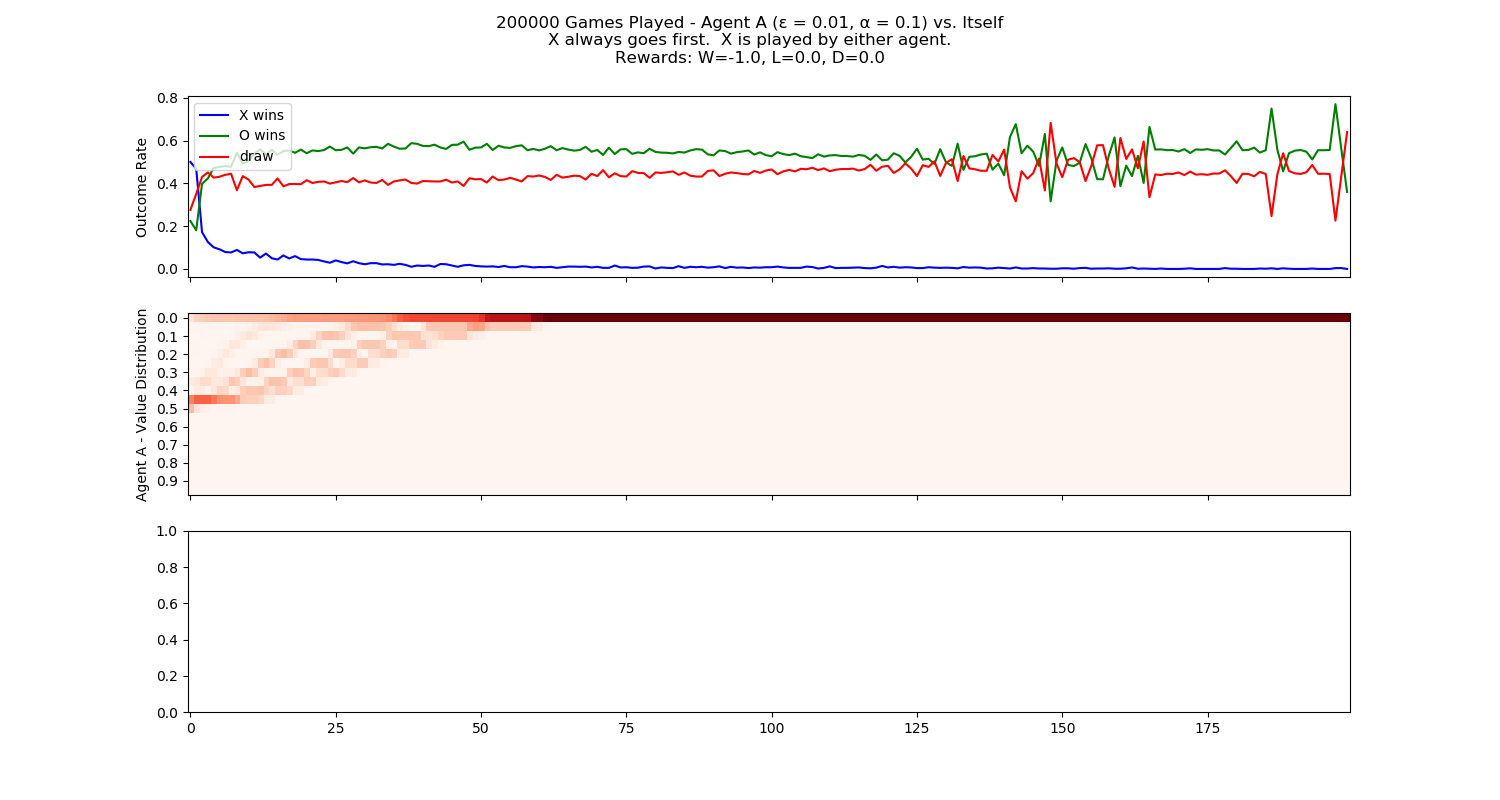 200000 Games Played - Agent A (ε = 0.01, α = 0.1) vs. Itself
X always goes first.  X is played by either agent.
Rewards: W=-1.0, L=0.0, D=0.0
0.8
0.6
0.4
0.2
0.0
Outcome Rate
X wins
O wins
draw
0.0
0.1
0.2
0.3
0.4
0.5
0.6
0.7
0.8
0.9
Agent A - Value Distribution
1.0
0.8
0.6
0.4
0.2
0.0
0 25 50 75 100 125 150 175